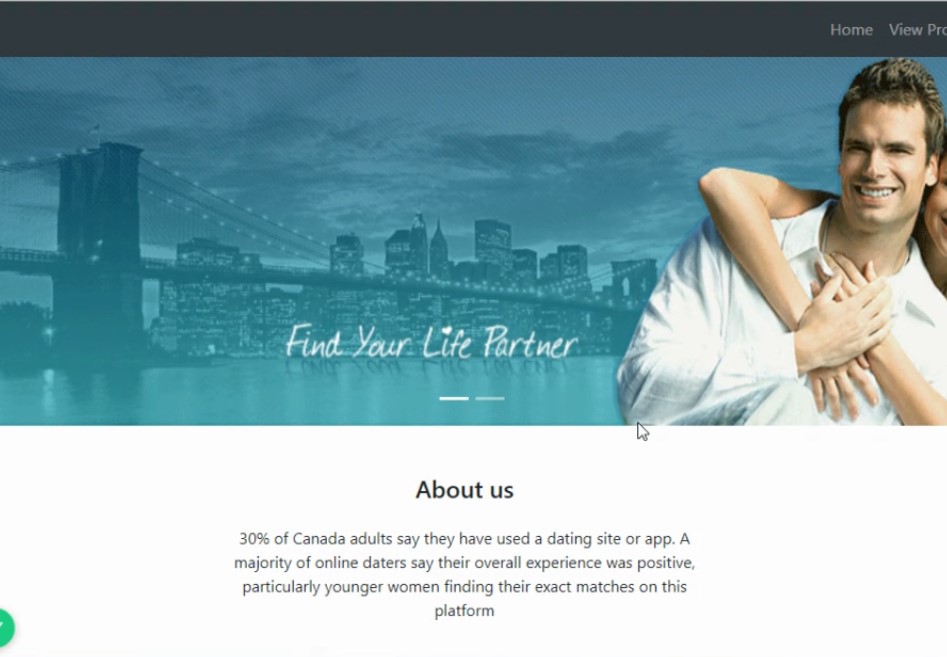 Home View Pro
Find Your Life Partner
About us
30% of Canada adults say they have used a dating site or app. A
majority of online daters say their overall experience was positive,
particularly younger women finding their exact matches on this
platform